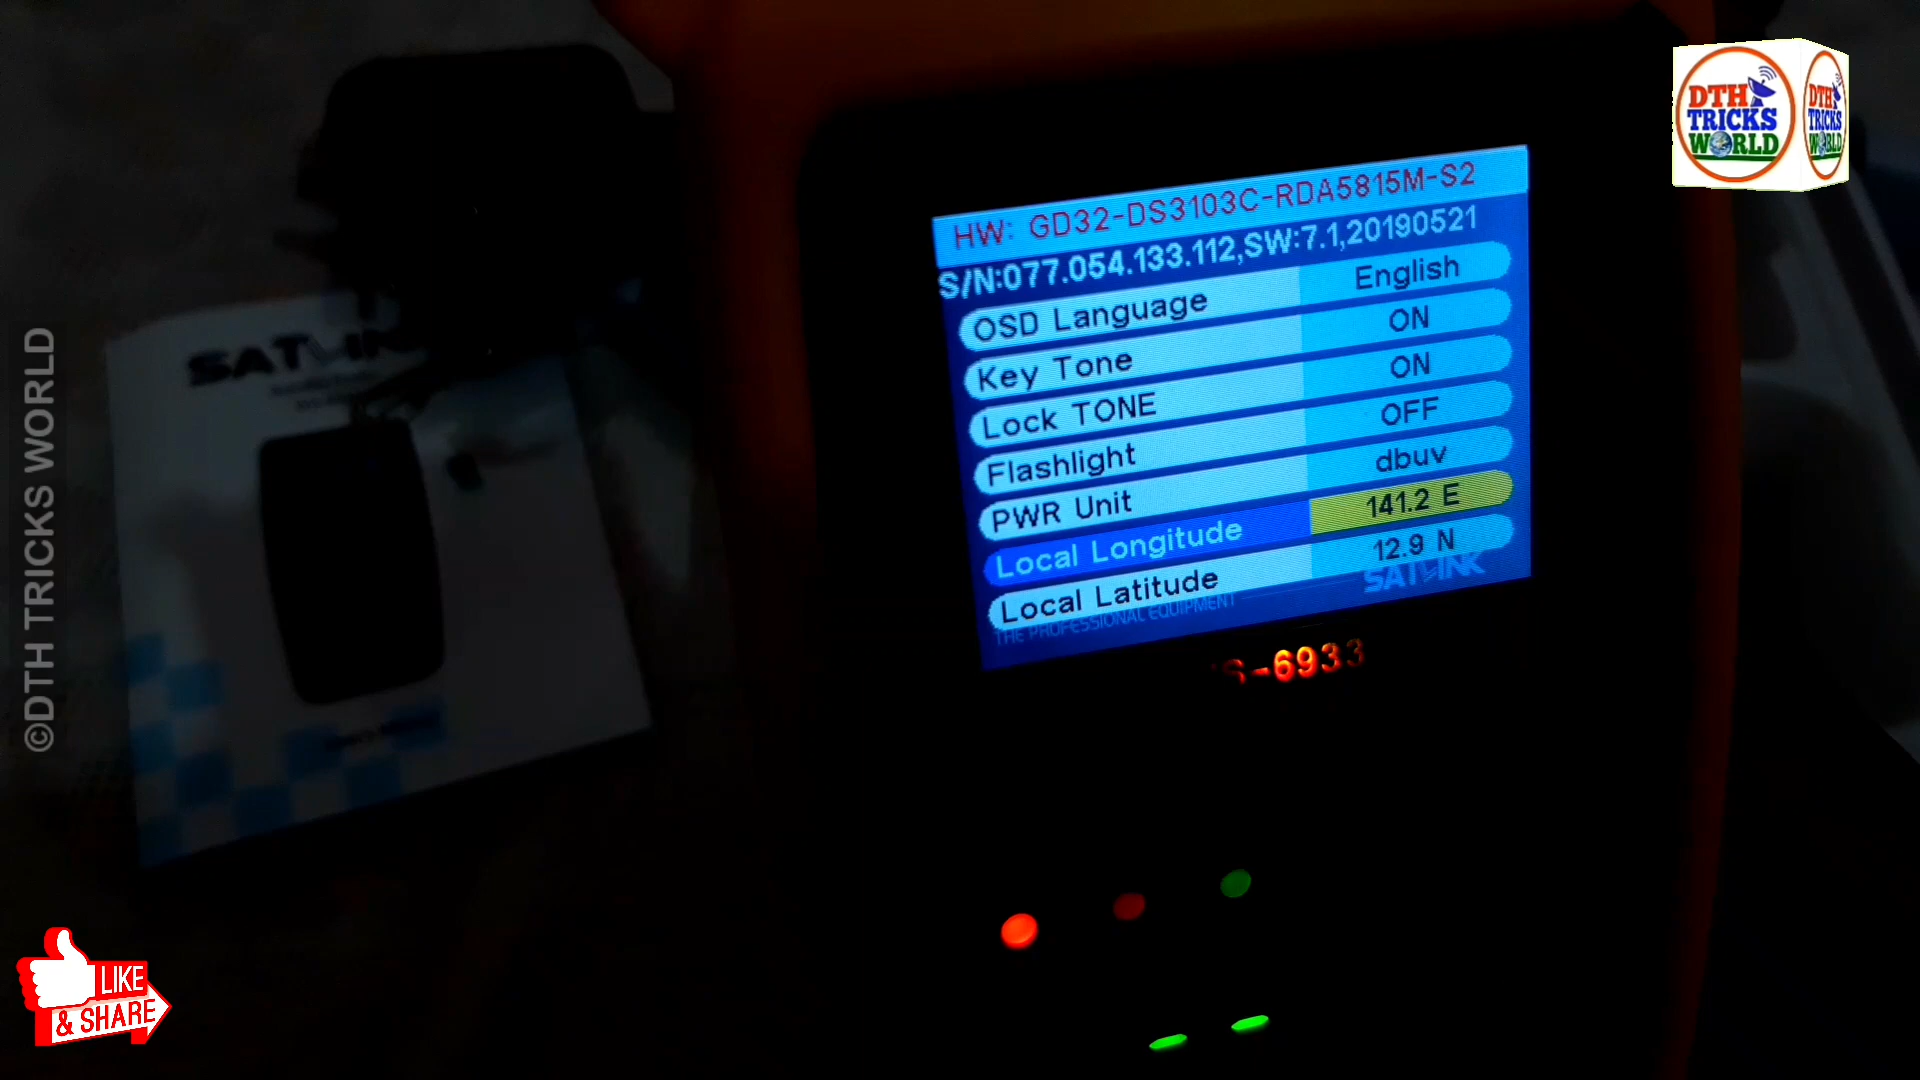 HW: GD32-DS3103C-RDA5815M-S2
S/N:077.054.133.112,SW:7.1,20190521
OSD Language English
Key Tone ON
Lock TONE ON
Flashlight OFF
PWR Unit dbuv
Local Longitude 141.2 E
Local Latitude 12.9 N
THE PROFESSIONAL EQUIPMENT
SATLINK
S-6933
SATLINK
©DTH TRICKS WORLD
DTH
TRICKS
WORLD
DTH
TRICKS
WORLD
LIKE
& SHARE